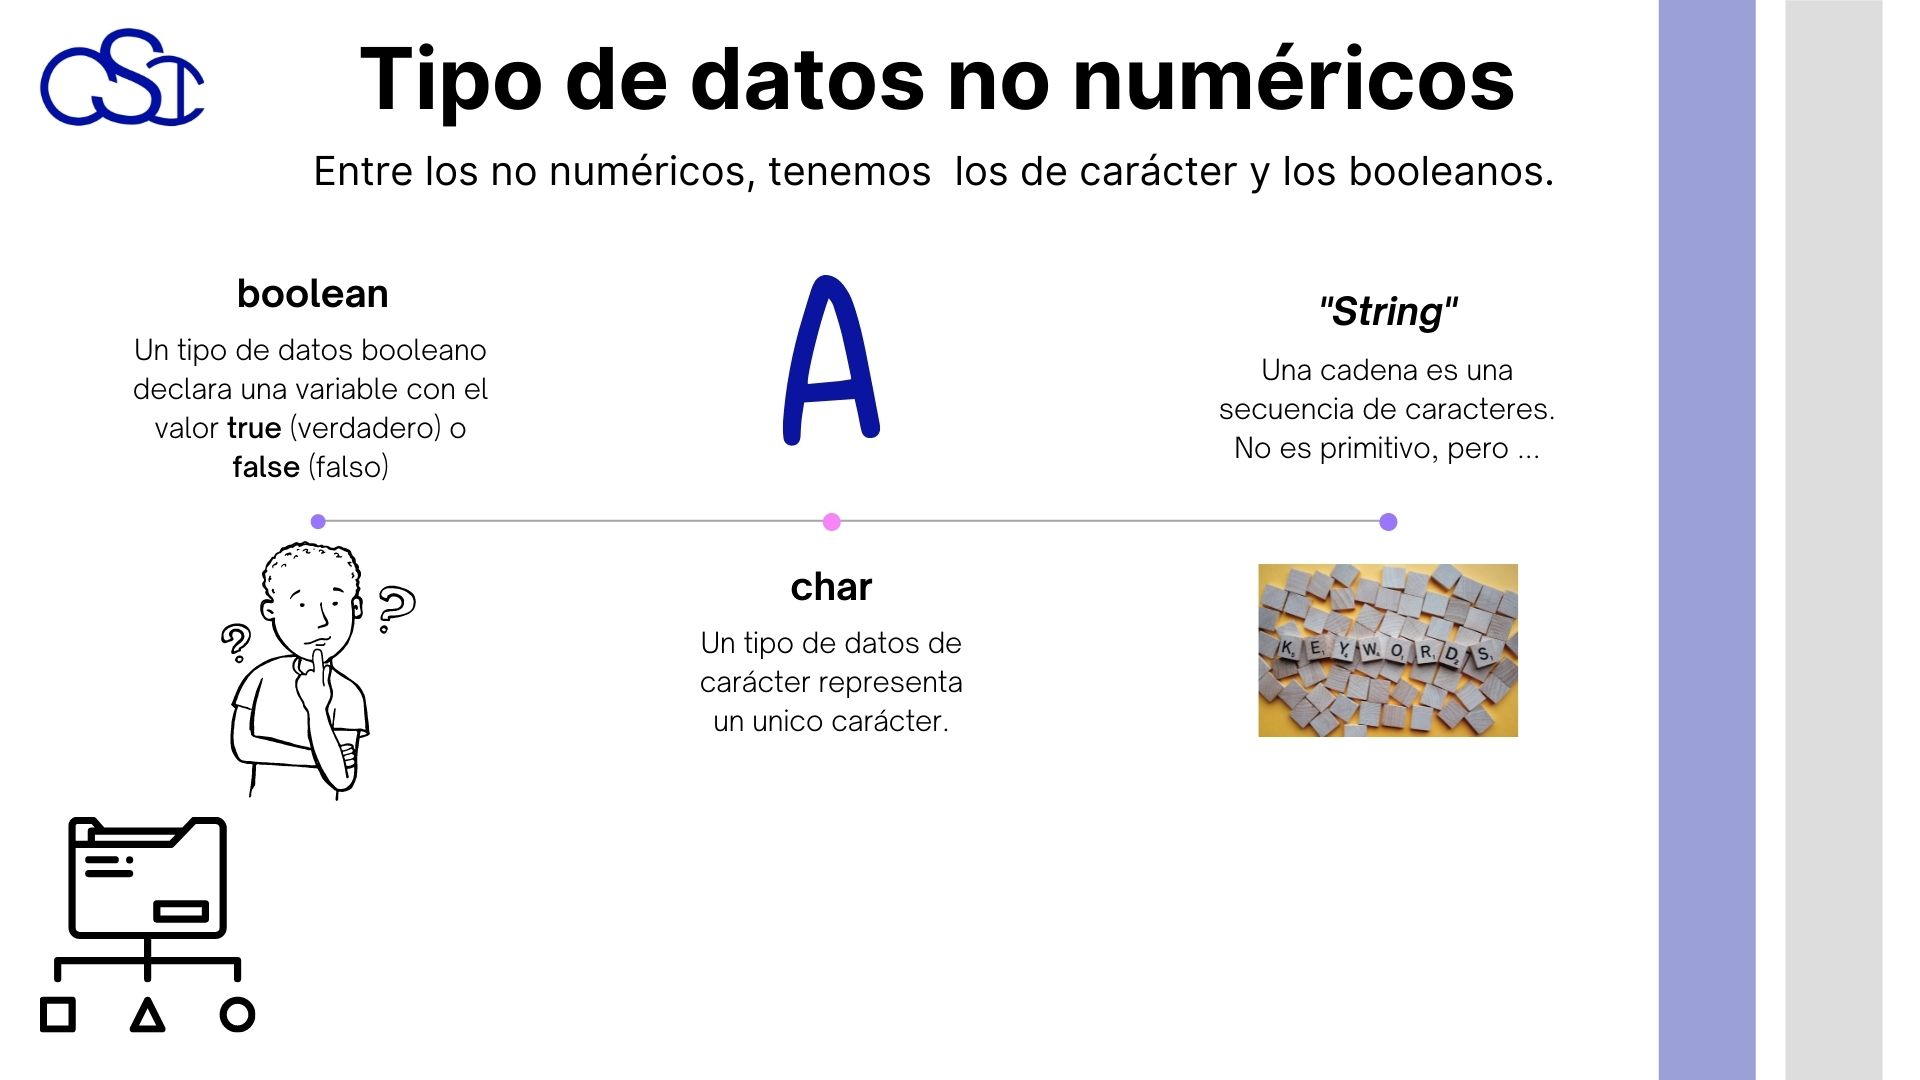 CSI
Tipo de datos no numéricos
Entre los no numéricos, tenemos  los de carácter y los booleanos.
boolean
Un tipo de datos booleano
declara una variable con el
valor true (verdadero) o
false (falso)
A
char
Un tipo de datos de
carácter representa
un unico carácter.
"String"
Una cadena es una
secuencia de caracteres.
No es primitivo, pero ...
? ?
KEYWORDS